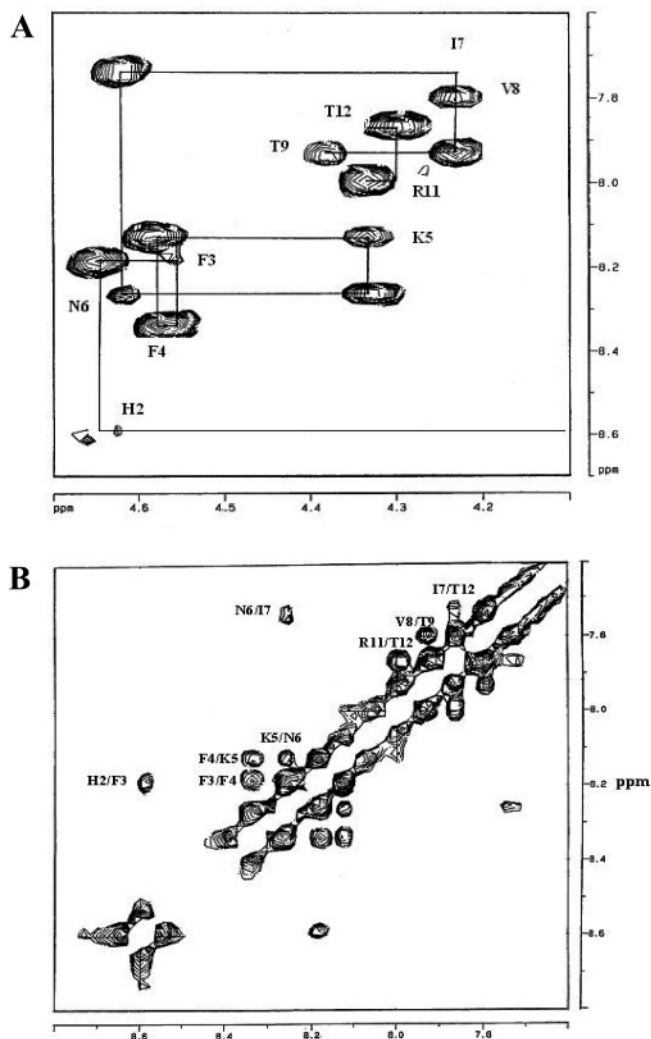 A
I7
V8
T12
T9
R11
K5
F3
N6
F4
H2
7.8
8.0
8.2
8.4
8.6
ppm
ppm 4.6 4.5 4.4 4.3 4.2
B
I7/T12
N6/I7
V8/T9
R11/T12
K5/N6
F4/K5
F3/F4
H2/F3
7.8
8.0
ppm 8.2
8.4
8.6
8.6 8.2 8.0 7.8